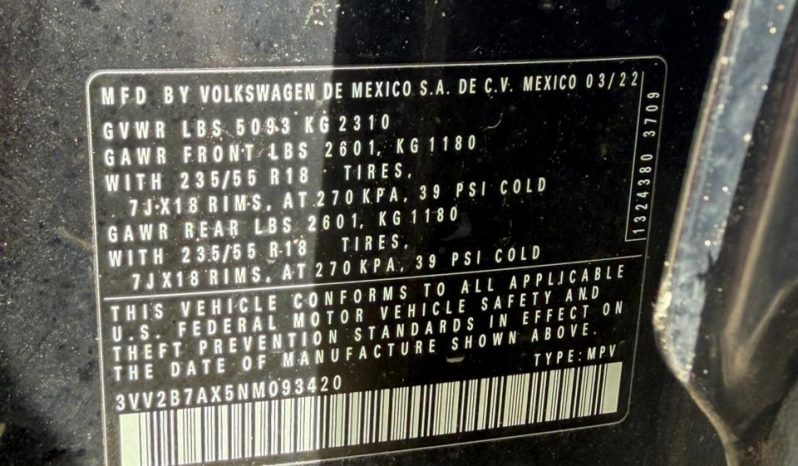 MFD BY VOLKSWAGEN DE MEXICO S.A. DE C.V. MEXICO 03/22
GVWR LBS 5093 KG 2310
GAWR FRONT LBS 2601, KG 1180
WITH 235/55 R18 TIRES,
7J X18 RIMS, AT 270 KPA, 39 PSI COLD
GAWR REAR LBS 2601, KG 1180
WITH 235/55 R18 TIRES,
7J X18 RIMS, AT 270 KPA, 39 PSI COLD
1324380 3709
THIS VEHICLE CONFORMS TO ALL APPLICABLE
U.S. FEDERAL MOTOR VEHICLE SAFETY AND
THEFT PREVENTION STANDARDS IN EFFECT ON
THE DATE OF MANUFACTURE SHOWN ABOVE.
TYPE: MPV
3VV2B7AX5NM093420